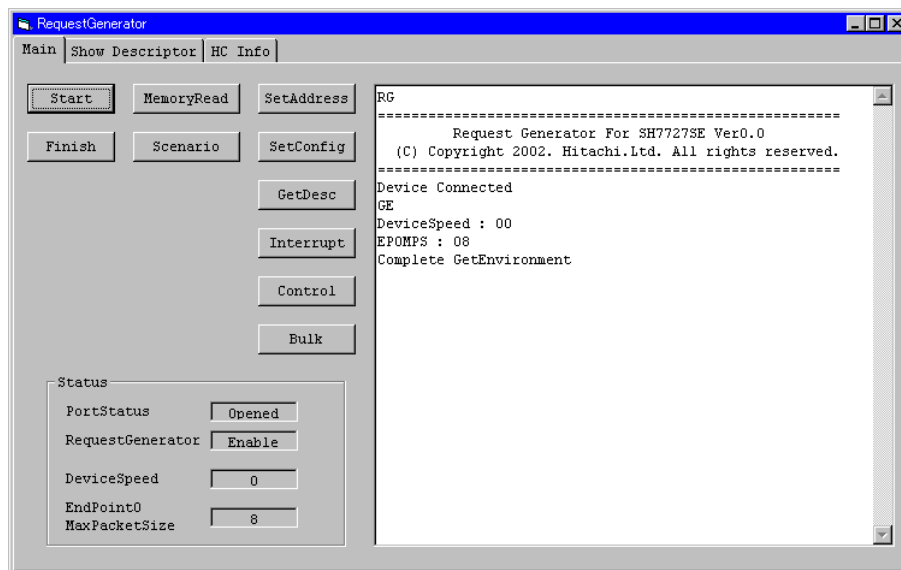 RequestGenerator
Main Show Descriptor HC Info
Start MemoryRead SetAddress
Finish Scenario SetConfig
GetDesc
Interrupt
Control
Bulk
Status
PortStatus Opened
RequestGenerator Enable
DeviceSpeed 0
EndPoint0
MaxPacketSize 8
RG
=======================================================
Request Generator For SH7727SE Ver0.0
(C) Copyright 2002. Hitachi.Ltd. All rights reserved.
=======================================================
Device Connected
GE
DeviceSpeed : 00
EPOMPS : 08
Complete GetEnvironment